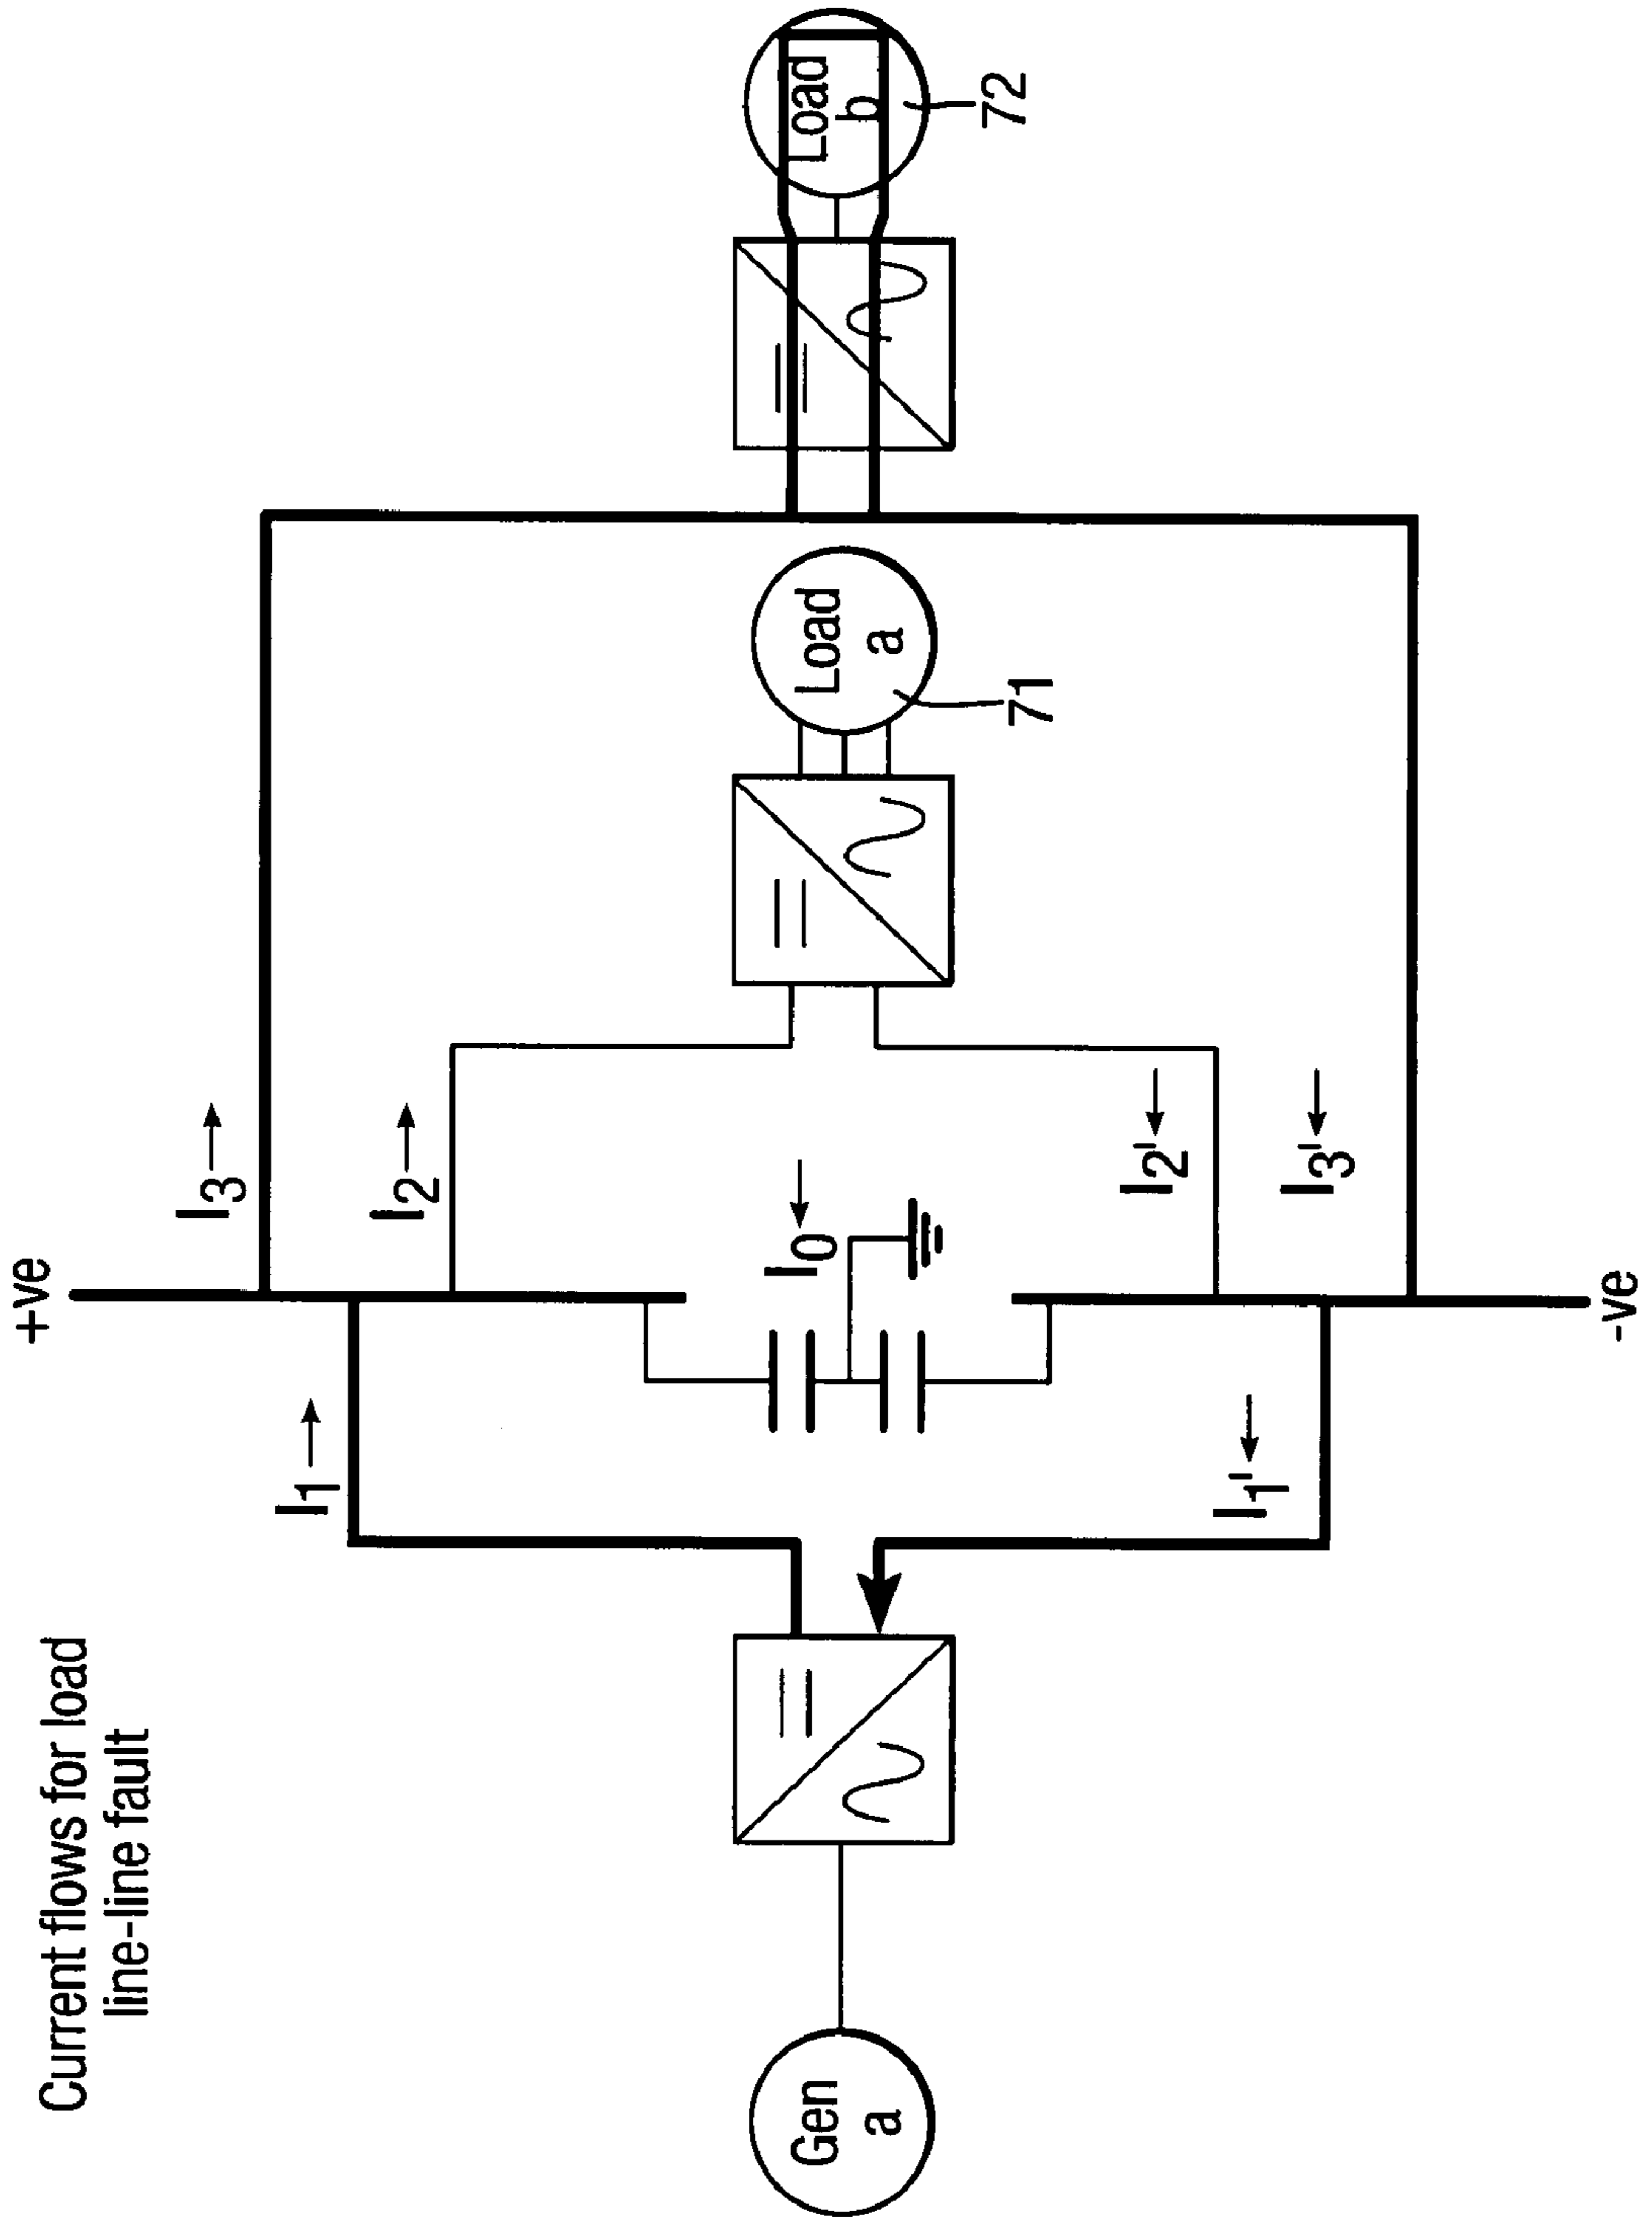 Current flows for load
line-line fault
+ve
-ve
I1
I1'
I0
I2
I2'
I3
I3'
Gen
a
Load
a
71
Load
b
72